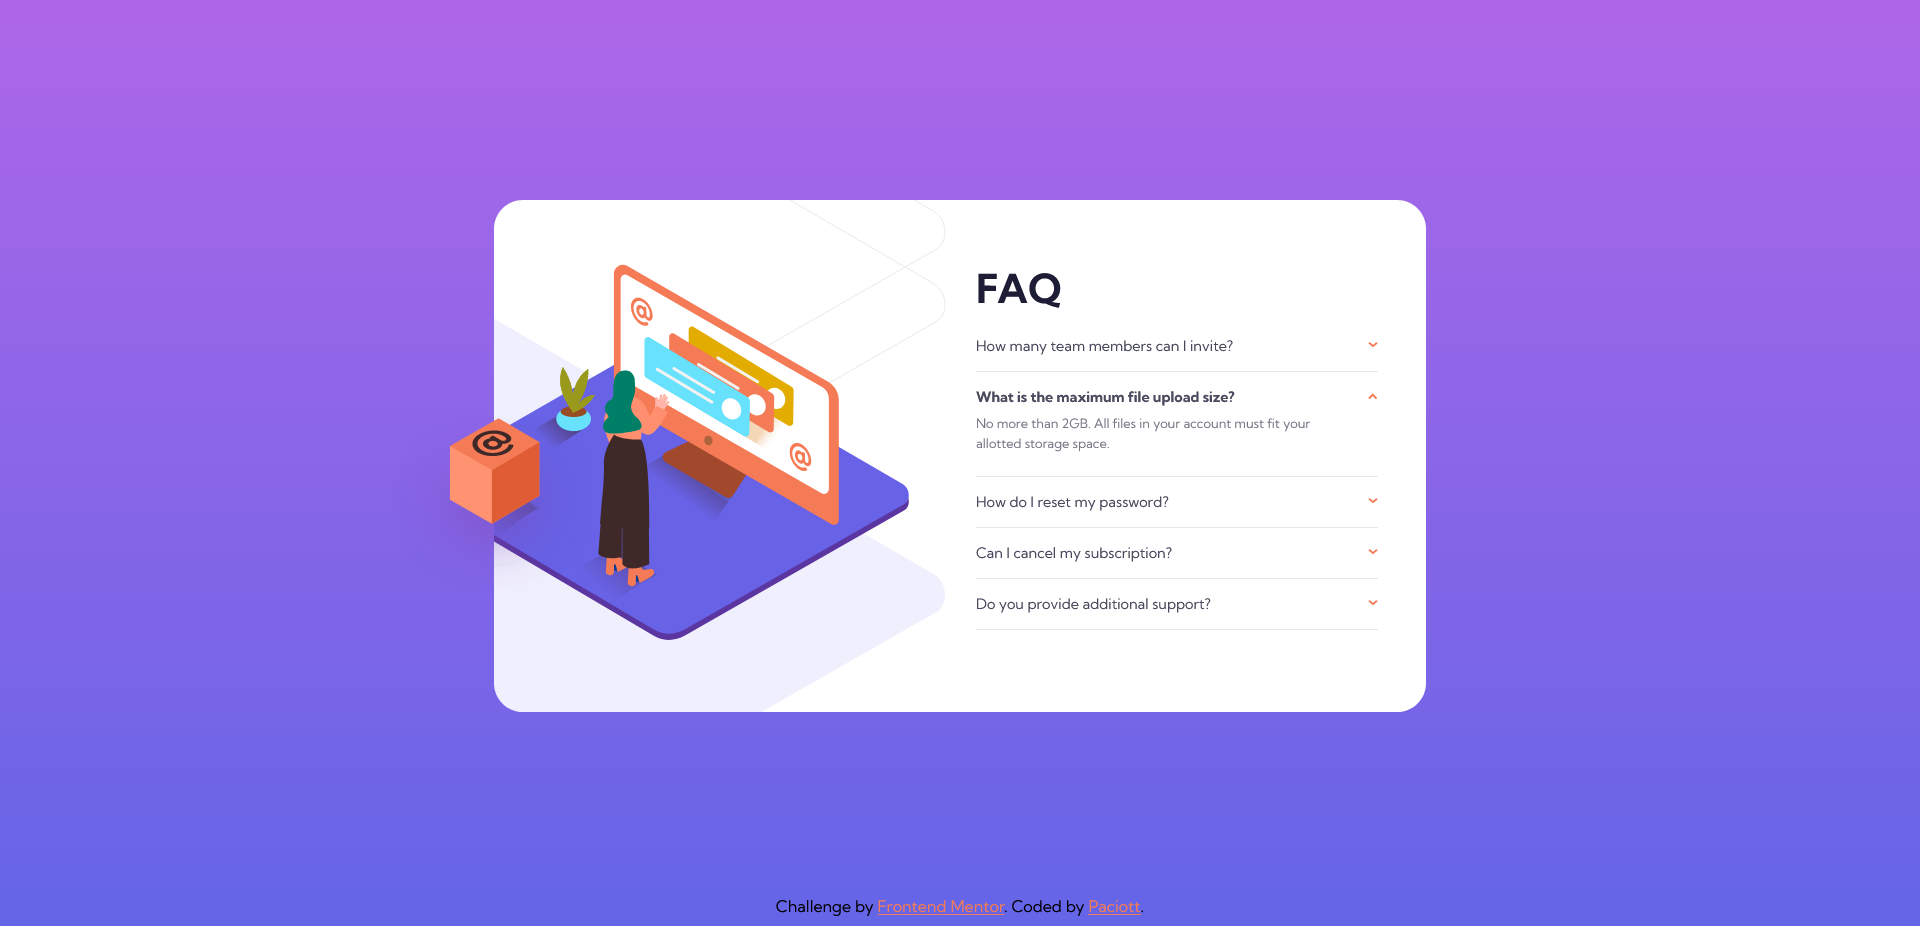 FAQ
How many team members can I invite?
What is the maximum file upload size?
No more than 2GB. All files in your account must fit your
allotted storage space.
How do I reset my password?
Can I cancel my subscription?
Do you provide additional support?
@
@
@
Challenge by Frontend Mentor. Coded by Paciott.